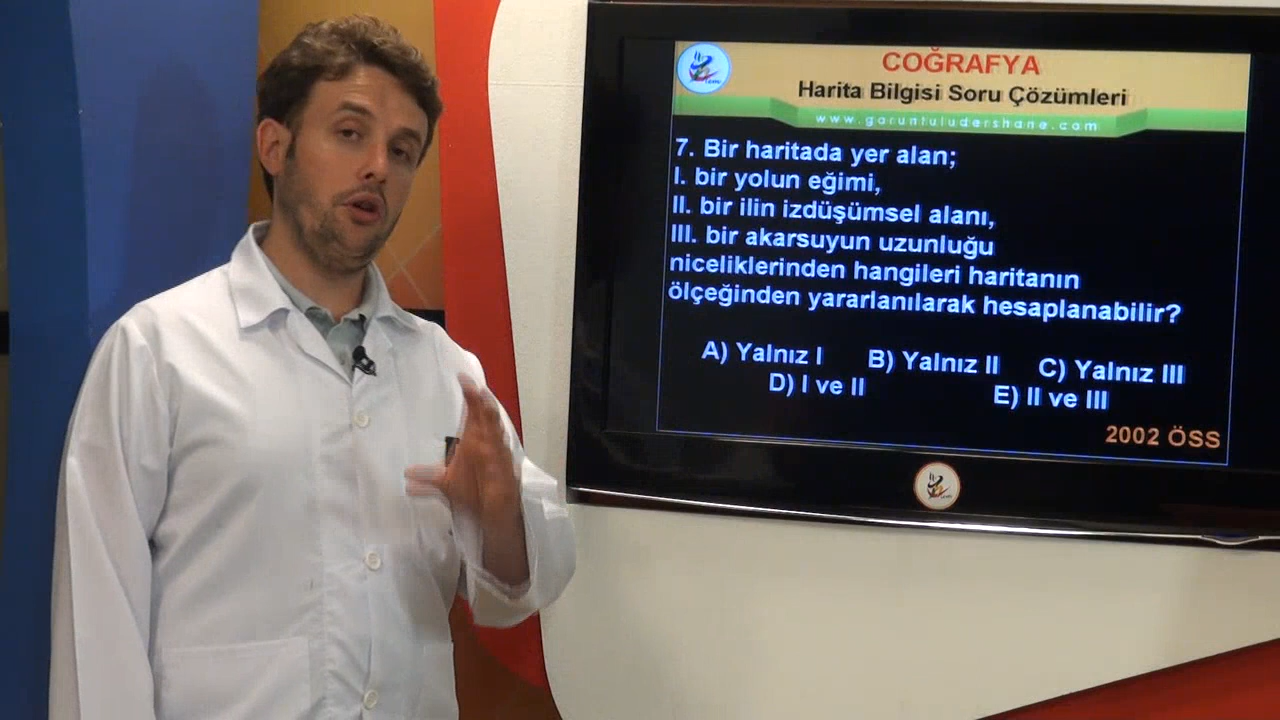 COĞRAFYA
Harita Bilgisi Soru Çözümleri
www.goruntuludershane.com
7. Bir haritada yer alan;
I. bir yolun eğimi,
II. bir ilin izdüşümsel alanı,
III. bir akarsuyun uzunluğu
niceliklerinden hangileri haritanın
ölçeğinden yararlanılarak hesaplanabilir?
A) Yalnız I B) Yalnız II C) Yalnız III
D) I ve II E) II ve III
2002 ÖSS